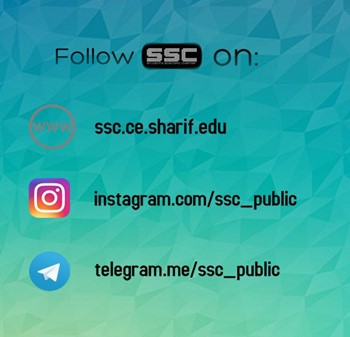 Follow SSC on:
www
ssc.ce.sharif.edu
instagram.com/ssc_public
telegram.me/ssc_public